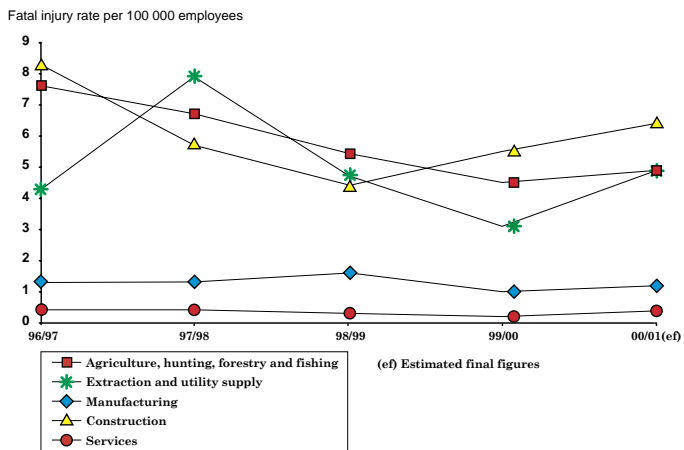 Fatal injury rate per 100 000 employees
9
8
7
6
5
4
3
2
1
0
96/97 97/98 98/99 99/00 00/01(ef)
Agriculture, hunting, forestry and fishing
(ef) Estimated final figures
Extraction and utility supply
Manufacturing
Construction
Services